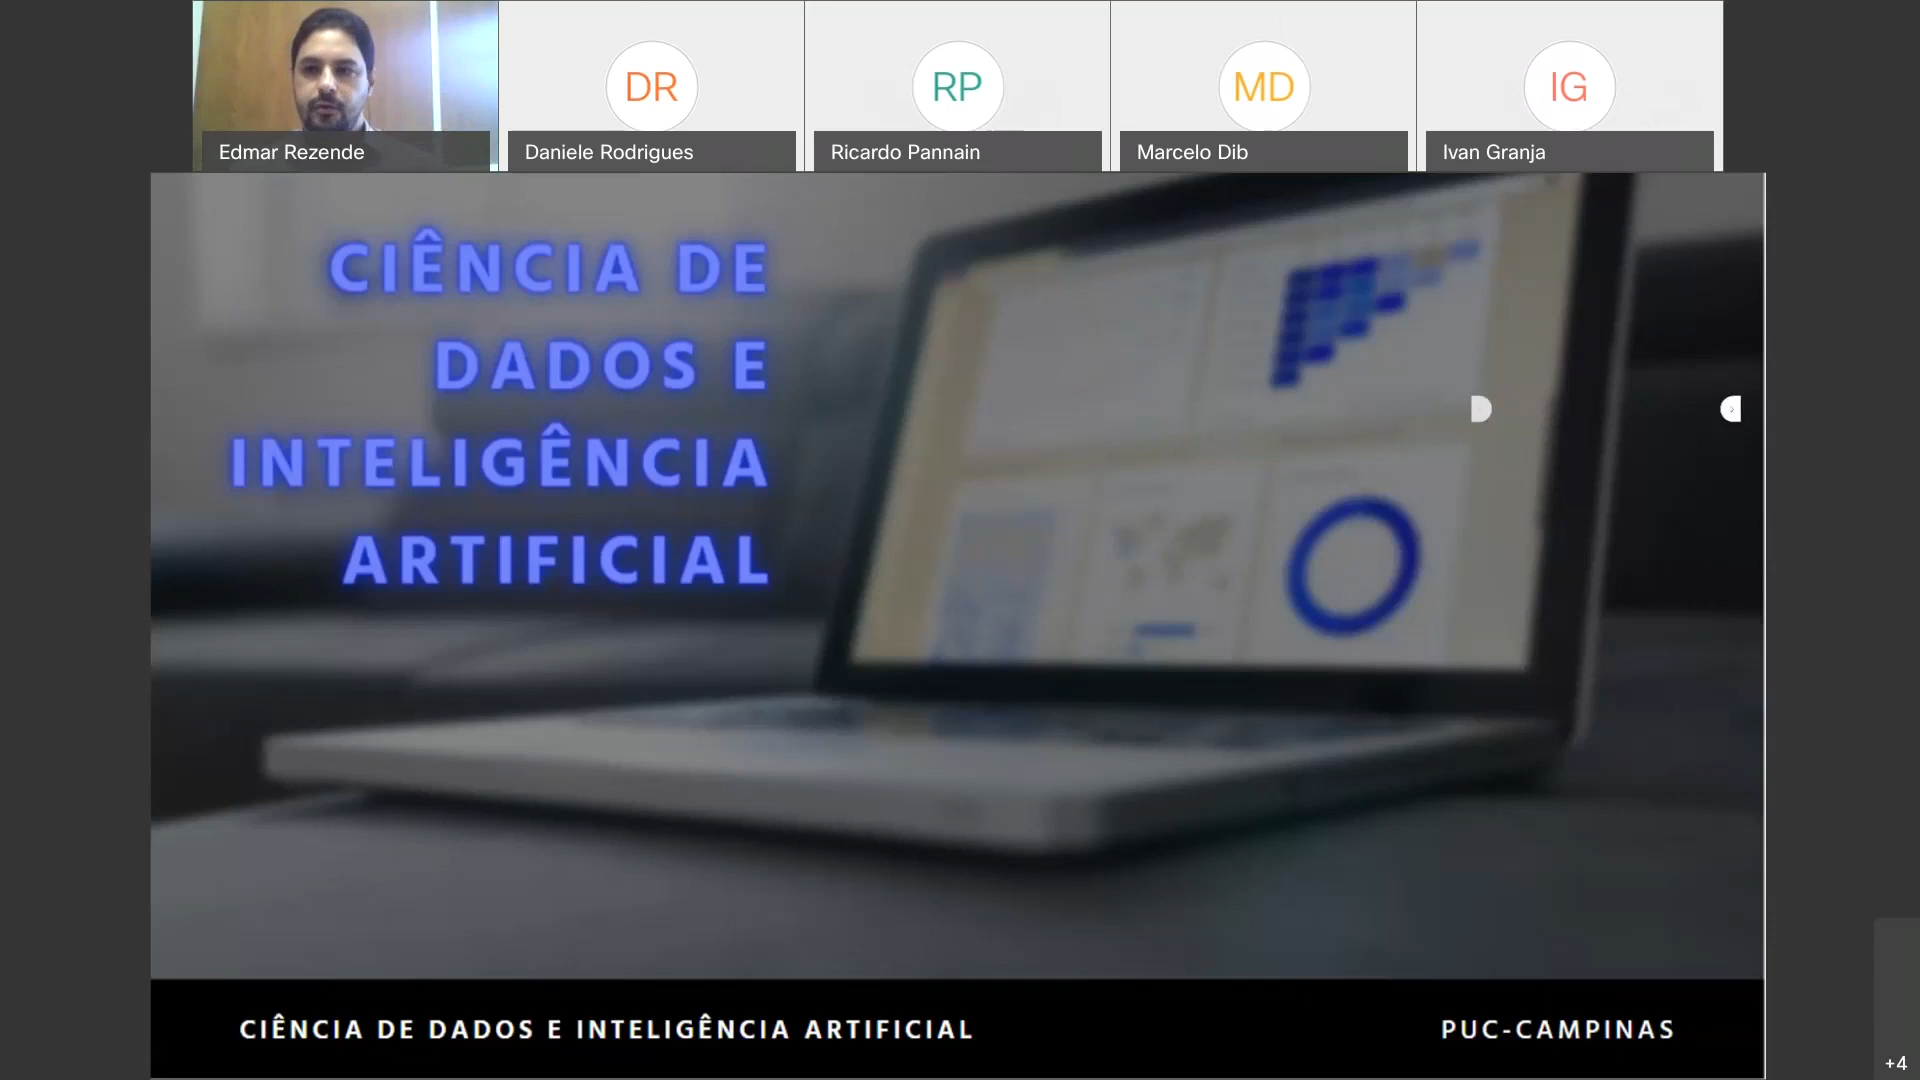 DR
RP
MD
IG
Edmar Rezende
Daniele Rodrigues
Ricardo Pannain
Marcelo Dib
Ivan Granja
CIÊNCIA DE
DADOS E
INTELIGÊNCIA
ARTIFICIAL
CIÊNCIA DE DADOS E INTELIGÊNCIA ARTIFICIAL
PUC-CAMPINAS
+4